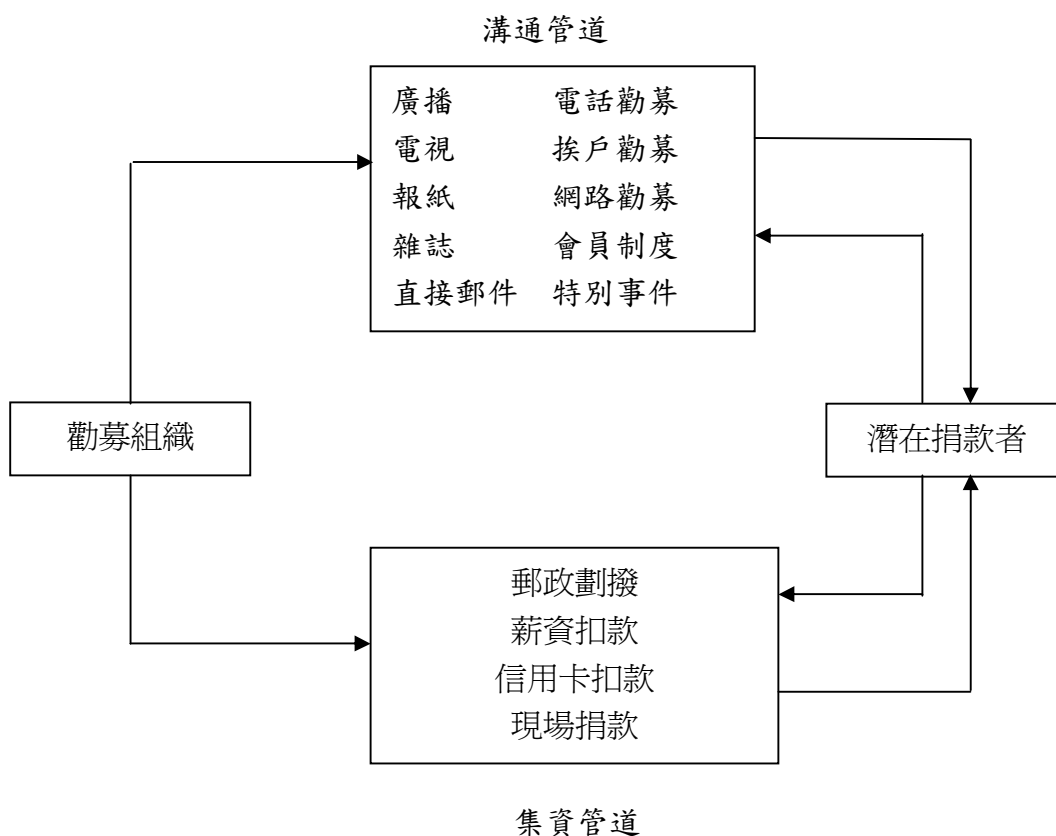 溝通管道
廣播 電話勸募
電視 挨戶勸募
報紙 網路勸募
雜誌 會員制度
直接郵件 特別事件
勸募組織
潛在捐款者
郵政劃撥
薪資扣款
信用卡扣款
現場捐款
集資管道